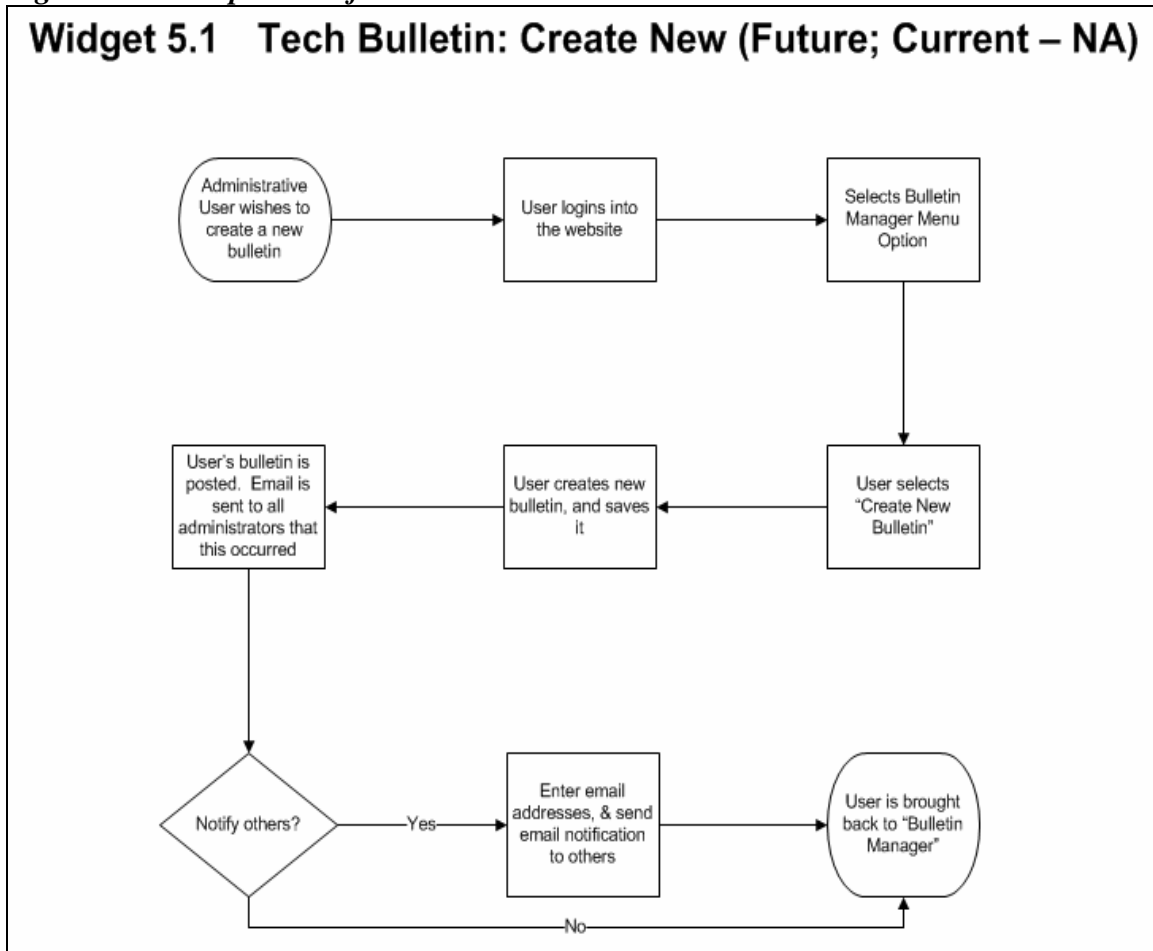 Widget 5.1 Tech Bulletin: Create New (Future; Current – NA)
Administrative
User wishes to
create a new
bulletin
User logins into
the website
Selects Bulletin
Manager Menu
Option
User's bulletin is
posted. Email is
sent to all
administrators that
this occurred
User creates new
bulletin, and saves
it
User selects
“Create New
Bulletin”
Notify others?
Yes
Enter email
addresses, & send
email notification
to others
User is brought
back to “Bulletin
Manager”
No